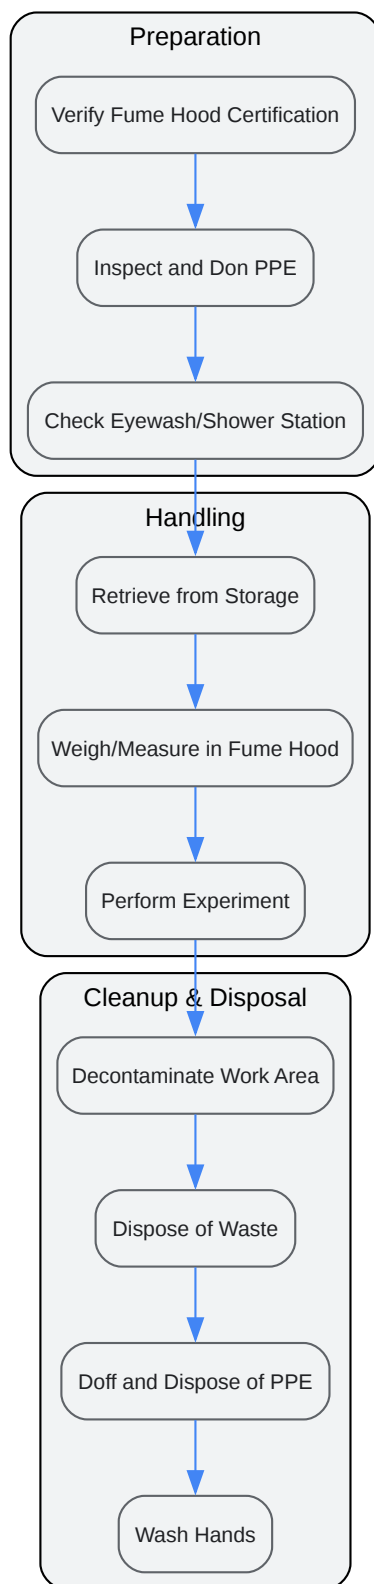 Preparation
Verify Fume Hood Certification
Inspect and Don PPE
Check Eyewash/Shower Station
Handling
Retrieve from Storage
Weigh/Measure in Fume Hood
Perform Experiment
Cleanup & Disposal
Decontaminate Work Area
Dispose of Waste
Doff and Dispose of PPE
Wash Hands